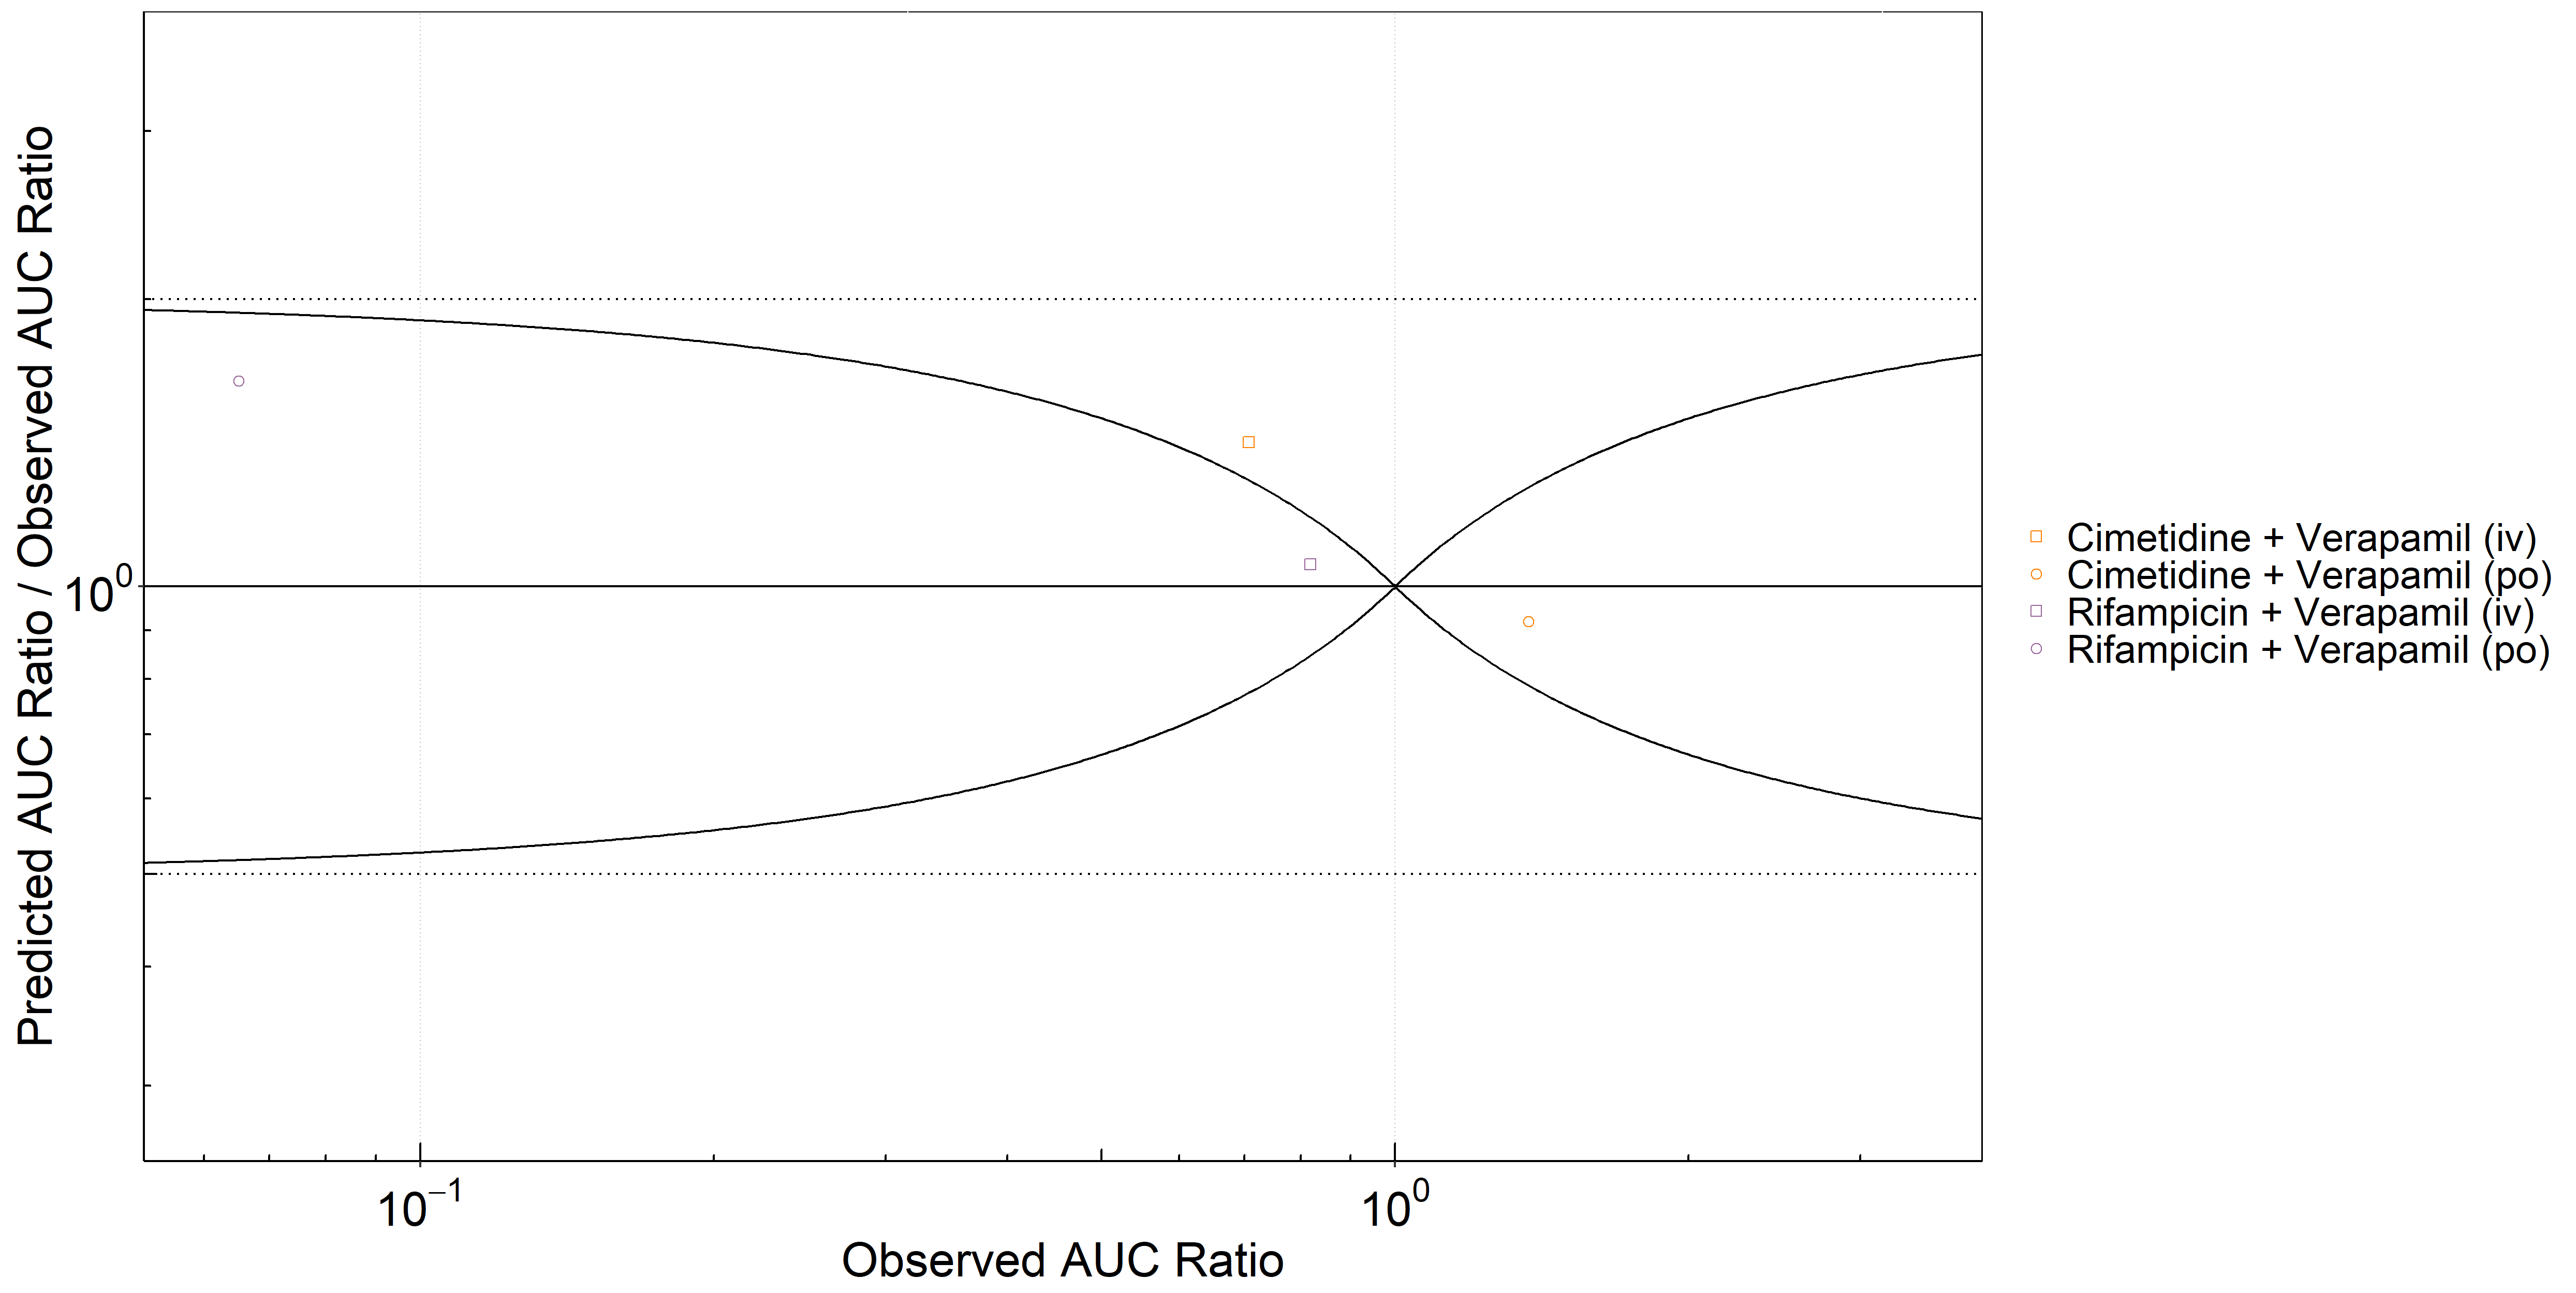 Predicted AUC Ratio / Observed AUC Ratio
10⁰
10⁻¹
10⁰
Observed AUC Ratio
Cimetidine + Verapamil (iv)
Cimetidine + Verapamil (po)
Rifampicin + Verapamil (iv)
Rifampicin + Verapamil (po)